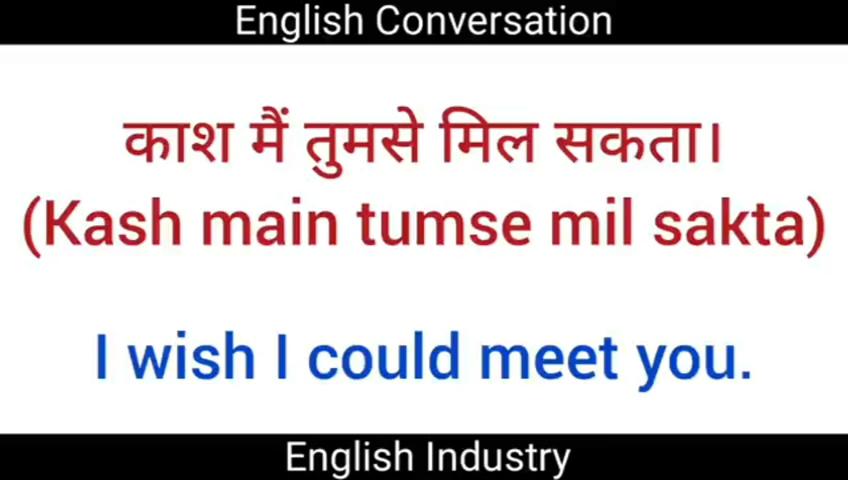 English Conversation
काश मैं तुमसे मिल सकता।
(Kash main tumse mil sakta)
I wish I could meet you.
English Industry